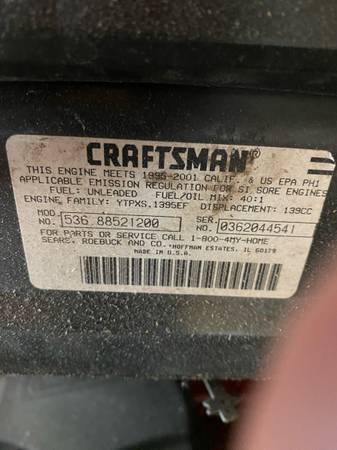 CRAFTSMAN®
THIS ENGINE MEETS 1995-2001 CALIF. & US EPA PH1
APPLICABLE EMISSION REGULATION FOR SI SORE ENGINES
FUEL: UNLEADED FUEL/OIL MIX: 40:1
ENGINE FAMILY: YTPXS.1395EF DISPLACEMENT: 139CC
MOD. NO. 536 88521200 SER. NO. 0362044541
FOR PARTS OR SERVICE CALL 1-800-4MY-HOME
SEARS, ROEBUCK AND CO. HOFFMAN ESTATES, IL 60179
MADE IN U.S.A.